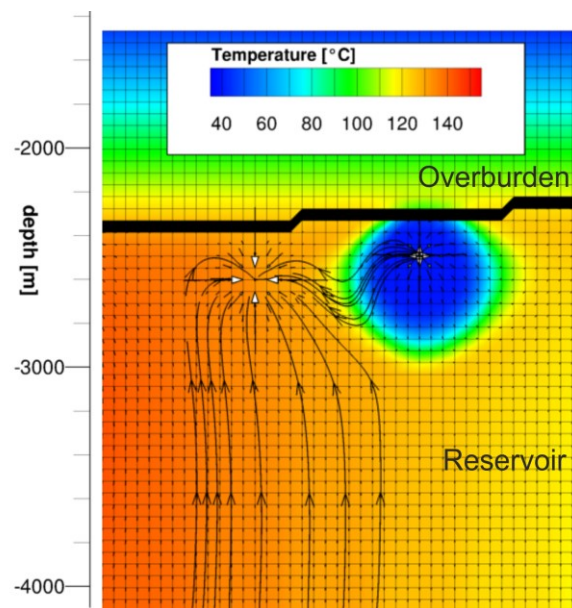 Temperature [°C]
40 60 80 100 120 140
-2000
Overburden
depth [m]
-3000
Reservoir
-4000